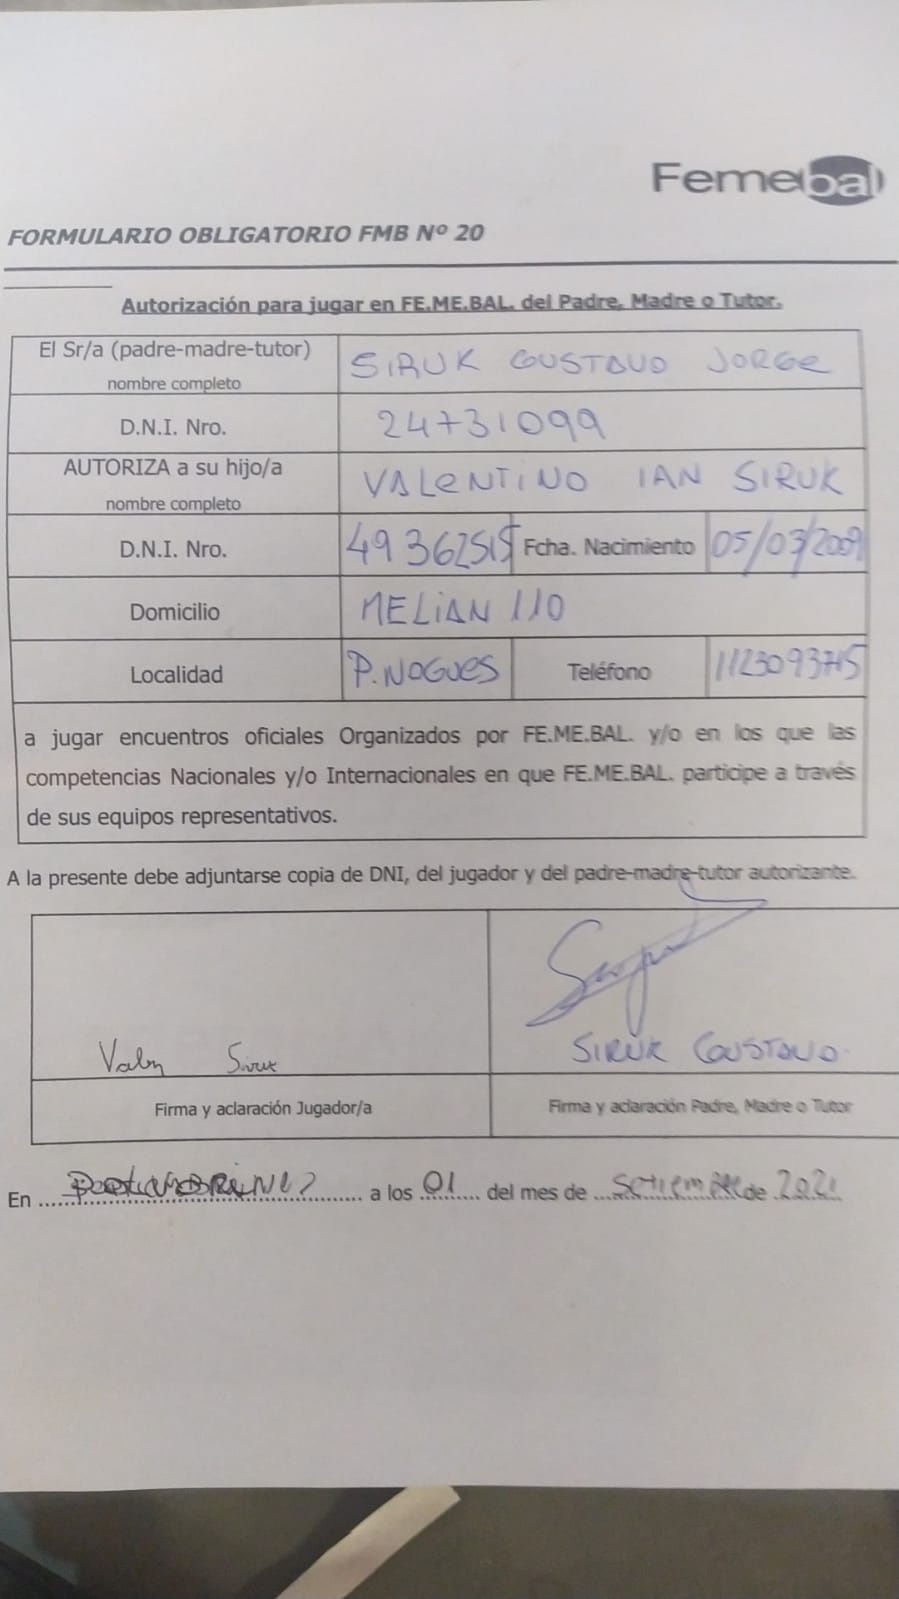 Femebal
FORMULARIO OBLIGATORIO FMB Nº 20
Autorización para jugar en FE.ME.BAL. del Padre, Madre o Tutor.
El Sr/a (padre-madre-tutor) SIRUK GUSTAVO JORGE
nombre completo
D.N.I. Nro. 24731099
AUTORIZA a su hijo/a VALENTINO IAN SIRUK
nombre completo
D.N.I. Nro. 49362515 Fcha. Nacimiento 05/03/2009
Domicilio MELIAN 110
Localidad P. NOGUES Teléfono 1123093715
a jugar encuentros oficiales Organizados por FE.ME.BAL. y/o en los que las
competencias Nacionales y/o Internacionales en que FE.ME.BAL. participe a través
de sus equipos representativos.
A la presente debe adjuntarse copia de DNI, del jugador y del padre-madre-tutor autorizante.
Siruk
SIRUK GUSTAVO
Firma y aclaración Jugador/a Firma y aclaración Padre, Madre o Tutor
En a los 01 del mes de Setiembre de 2021